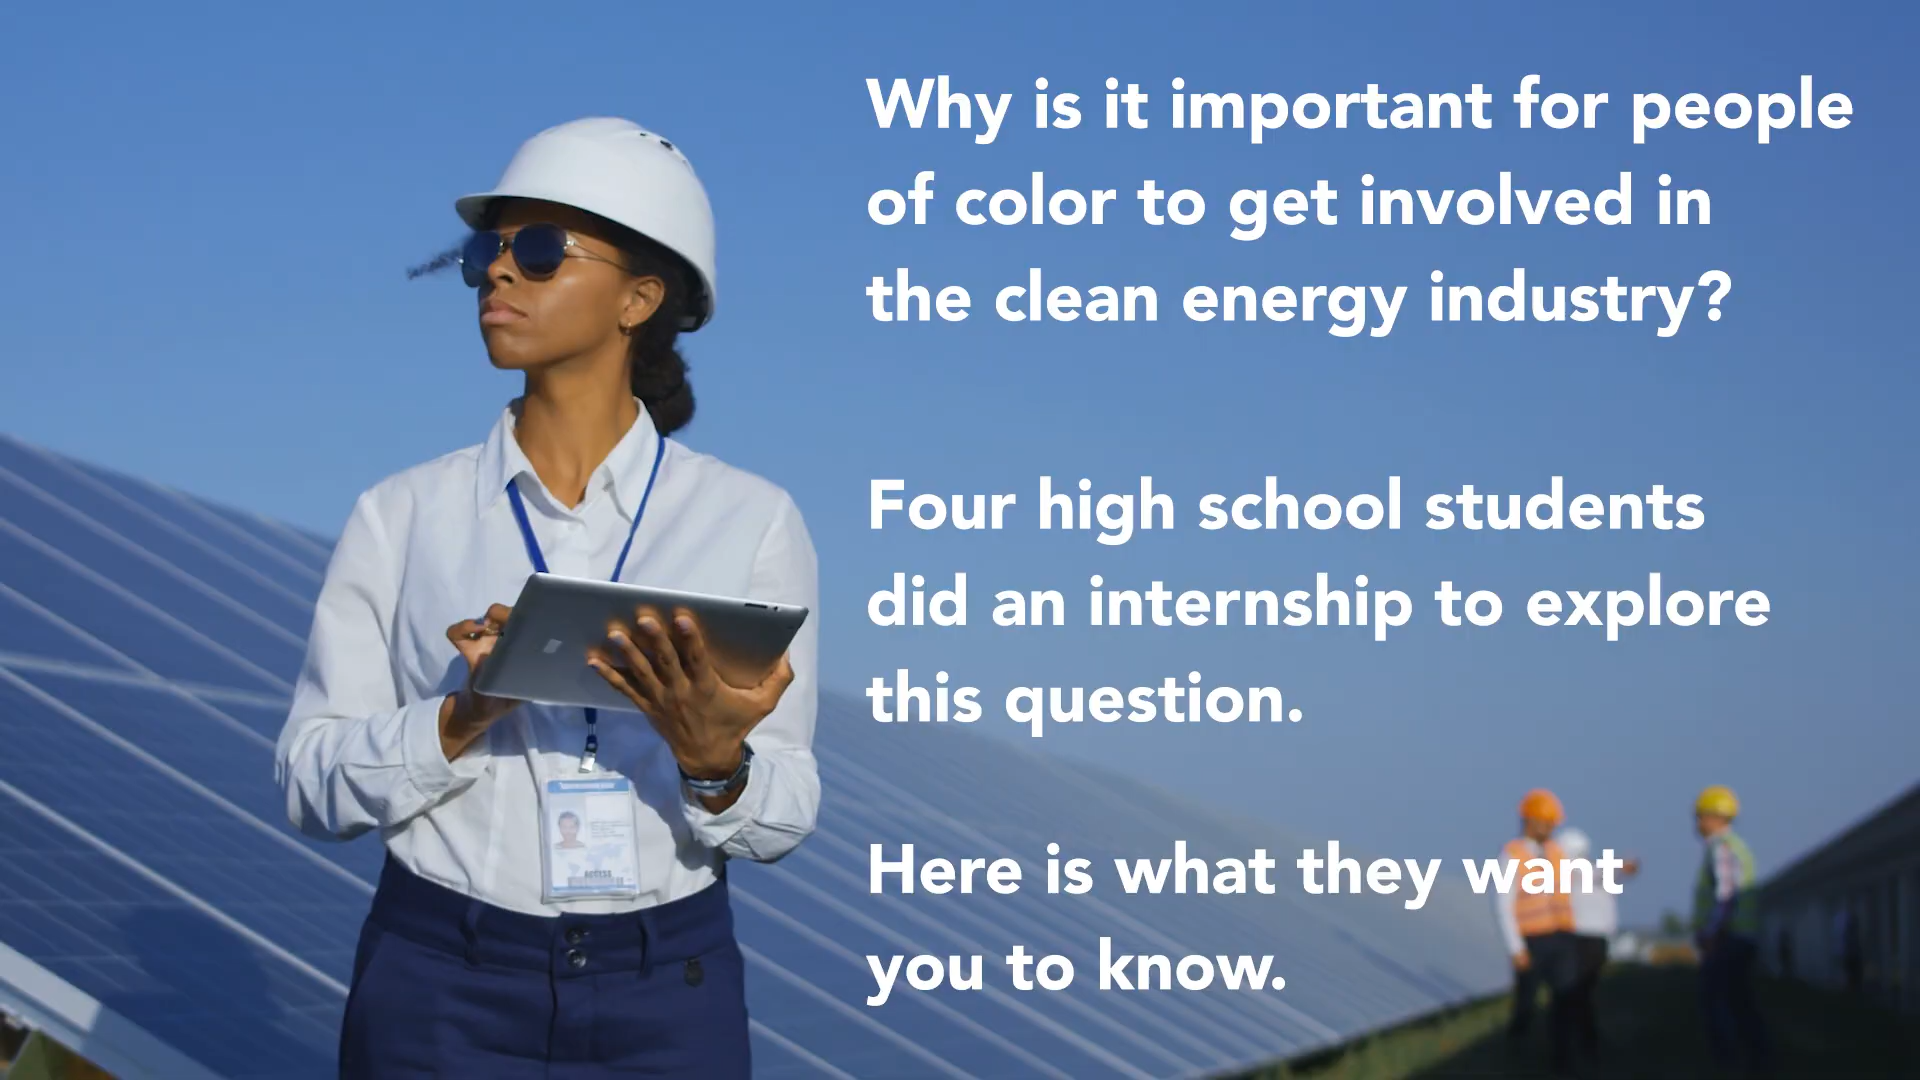 Why is it important for people
of color to get involved in
the clean energy industry?
Four high school students
did an internship to explore
this question.
Here is what they want
you to know.
ACCESS